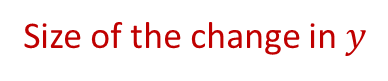 Size of the change in 𝑦